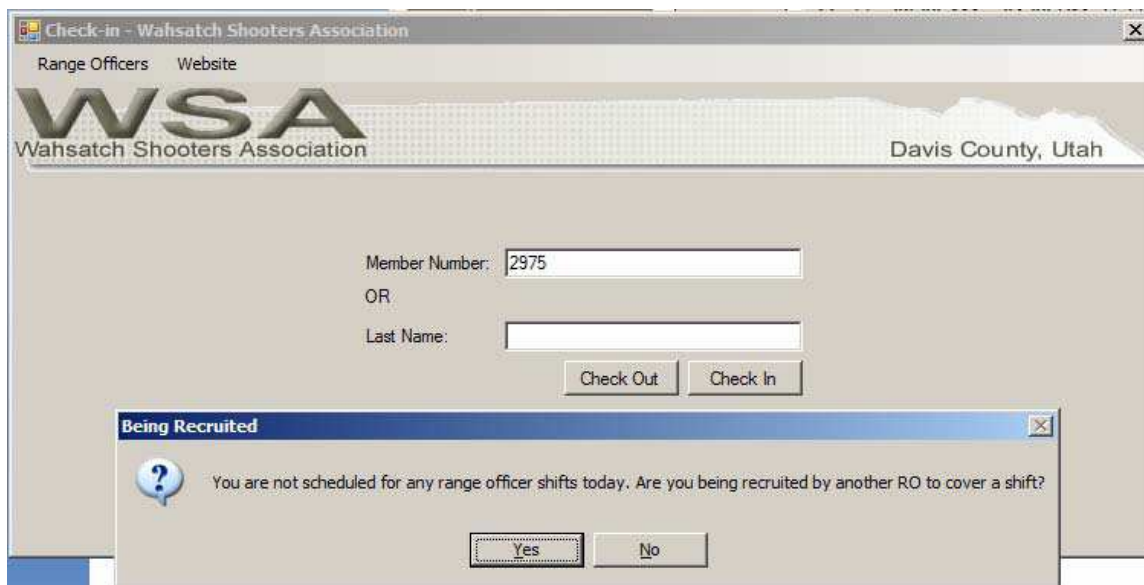 Check-in - Wahsatch Shooters Association
Range Officers Website
WSA
Wahsatch Shooters Association
Davis County, Utah
Member Number: 2975
OR
Last Name:
Check Out Check In
Being Recruited
You are not scheduled for any range officer shifts today. Are you being recruited by another RO to cover a shift?
Yes No